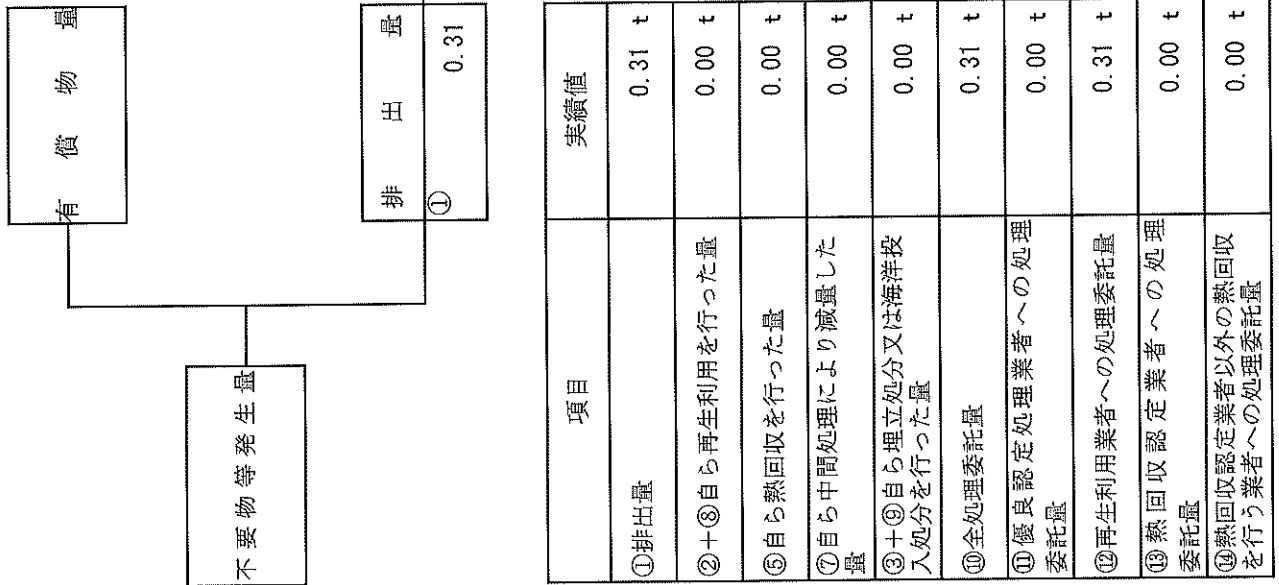 有償物量
不要物等発生量
排出量
① 0.31
項目 実績値
①排出量 0.31 t
②+⑧自ら再生利用を行った量 0.00 t
⑤自ら熱回収を行った量 0.00 t
⑦自ら中間処理により減量した
量 0.00 t
③+⑨自ら埋立処分又は海洋投
入処分を行った量 0.00 t
⑩全処理委託量 0.31 t
⑪優良認定処理業者への処理
委託量 0.00 t
⑫再生利用業者への処理委託量 0.31 t
⑬熱回収認定業者への処理
委託量 0.00 t
⑭熱回収認定業者以外の熱回収
を行う業者への処理委託量 0.00 t